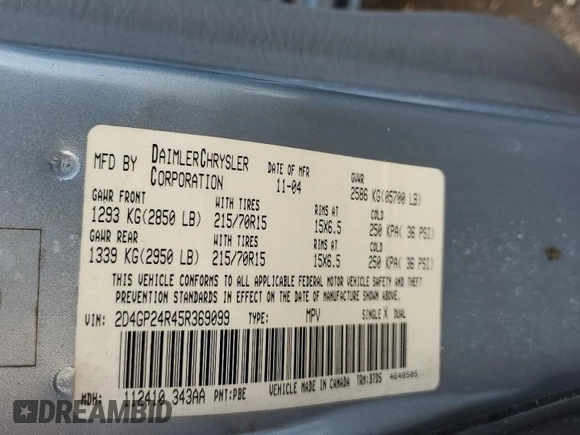 MFD BY DAIMLERCHRYSLER CORPORATION DATE OF MFR 11-04 GVWR 2586 KG(05700 LB)
GAWR FRONT WITH TIRES RIMS AT COLD
1293 KG(2850 LB) 215/70R15 15X6.5 250 KPA( 36 PSI)
GAWR REAR WITH TIRES RIMS AT COLD
1339 KG(2950 LB) 215/70R15 15X6.5 250 KPA( 36 PSI)
THIS VEHICLE CONFORMS TO ALL APPLICABLE FEDERAL MOTOR VEHICLE SAFETY AND THEFT
PREVENTION STANDARDS IN EFFECT ON THE DATE OF MANUFACTURE SHOWN ABOVE.
VIN: 2D4GP24R45R369099 TYPE: MPV SINGLE X DUAL
MDH: 112410 343AA PNT:PBE VEHICLE MADE IN CANADA TRM:37D5 4648505
DREAMBID